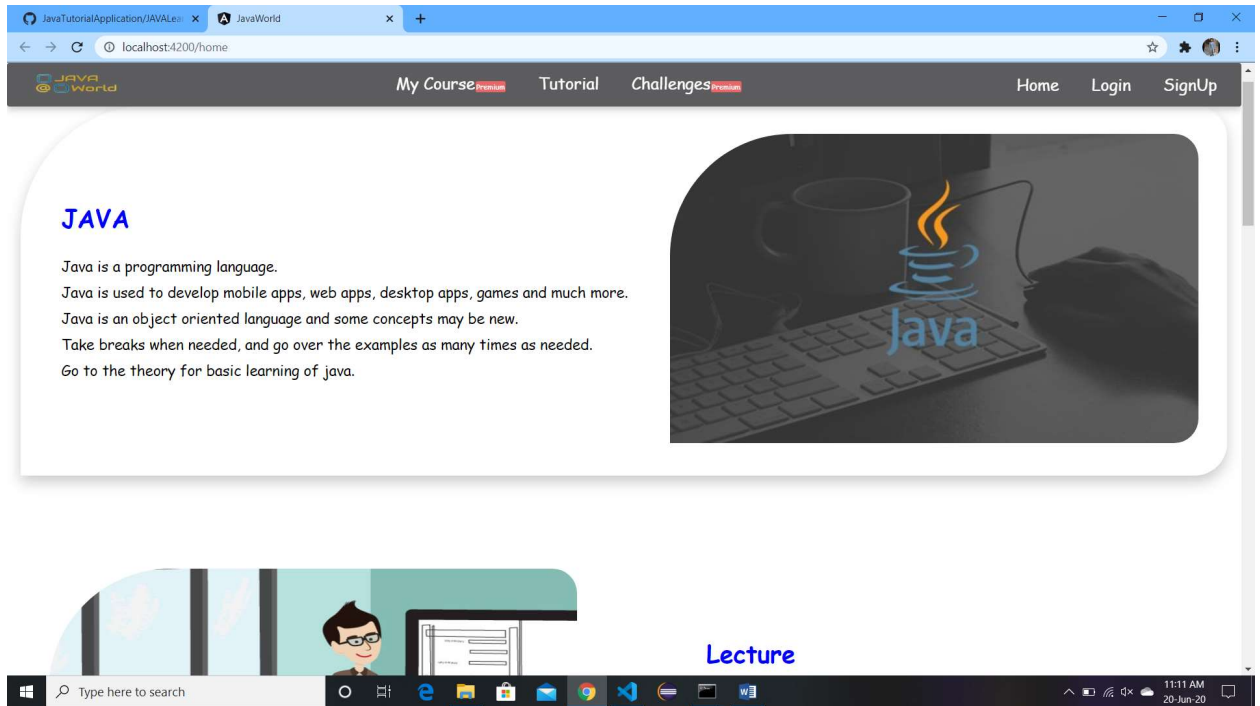 JavaTutorialApplication/JAVALea
JavaWorld
localhost:4200/home
JAVA
World
My Course Premium
Tutorial
Challenges Premium
Home
Login
SignUp
JAVA
Java is a programming language.
Java is used to develop mobile apps, web apps, desktop apps, games and much more.
Java is an object oriented language and some concepts may be new.
Take breaks when needed, and go over the examples as many times as needed.
Go to the theory for basic learning of java.
Java
Lecture
Type here to search
11:11 AM
20-Jun-20